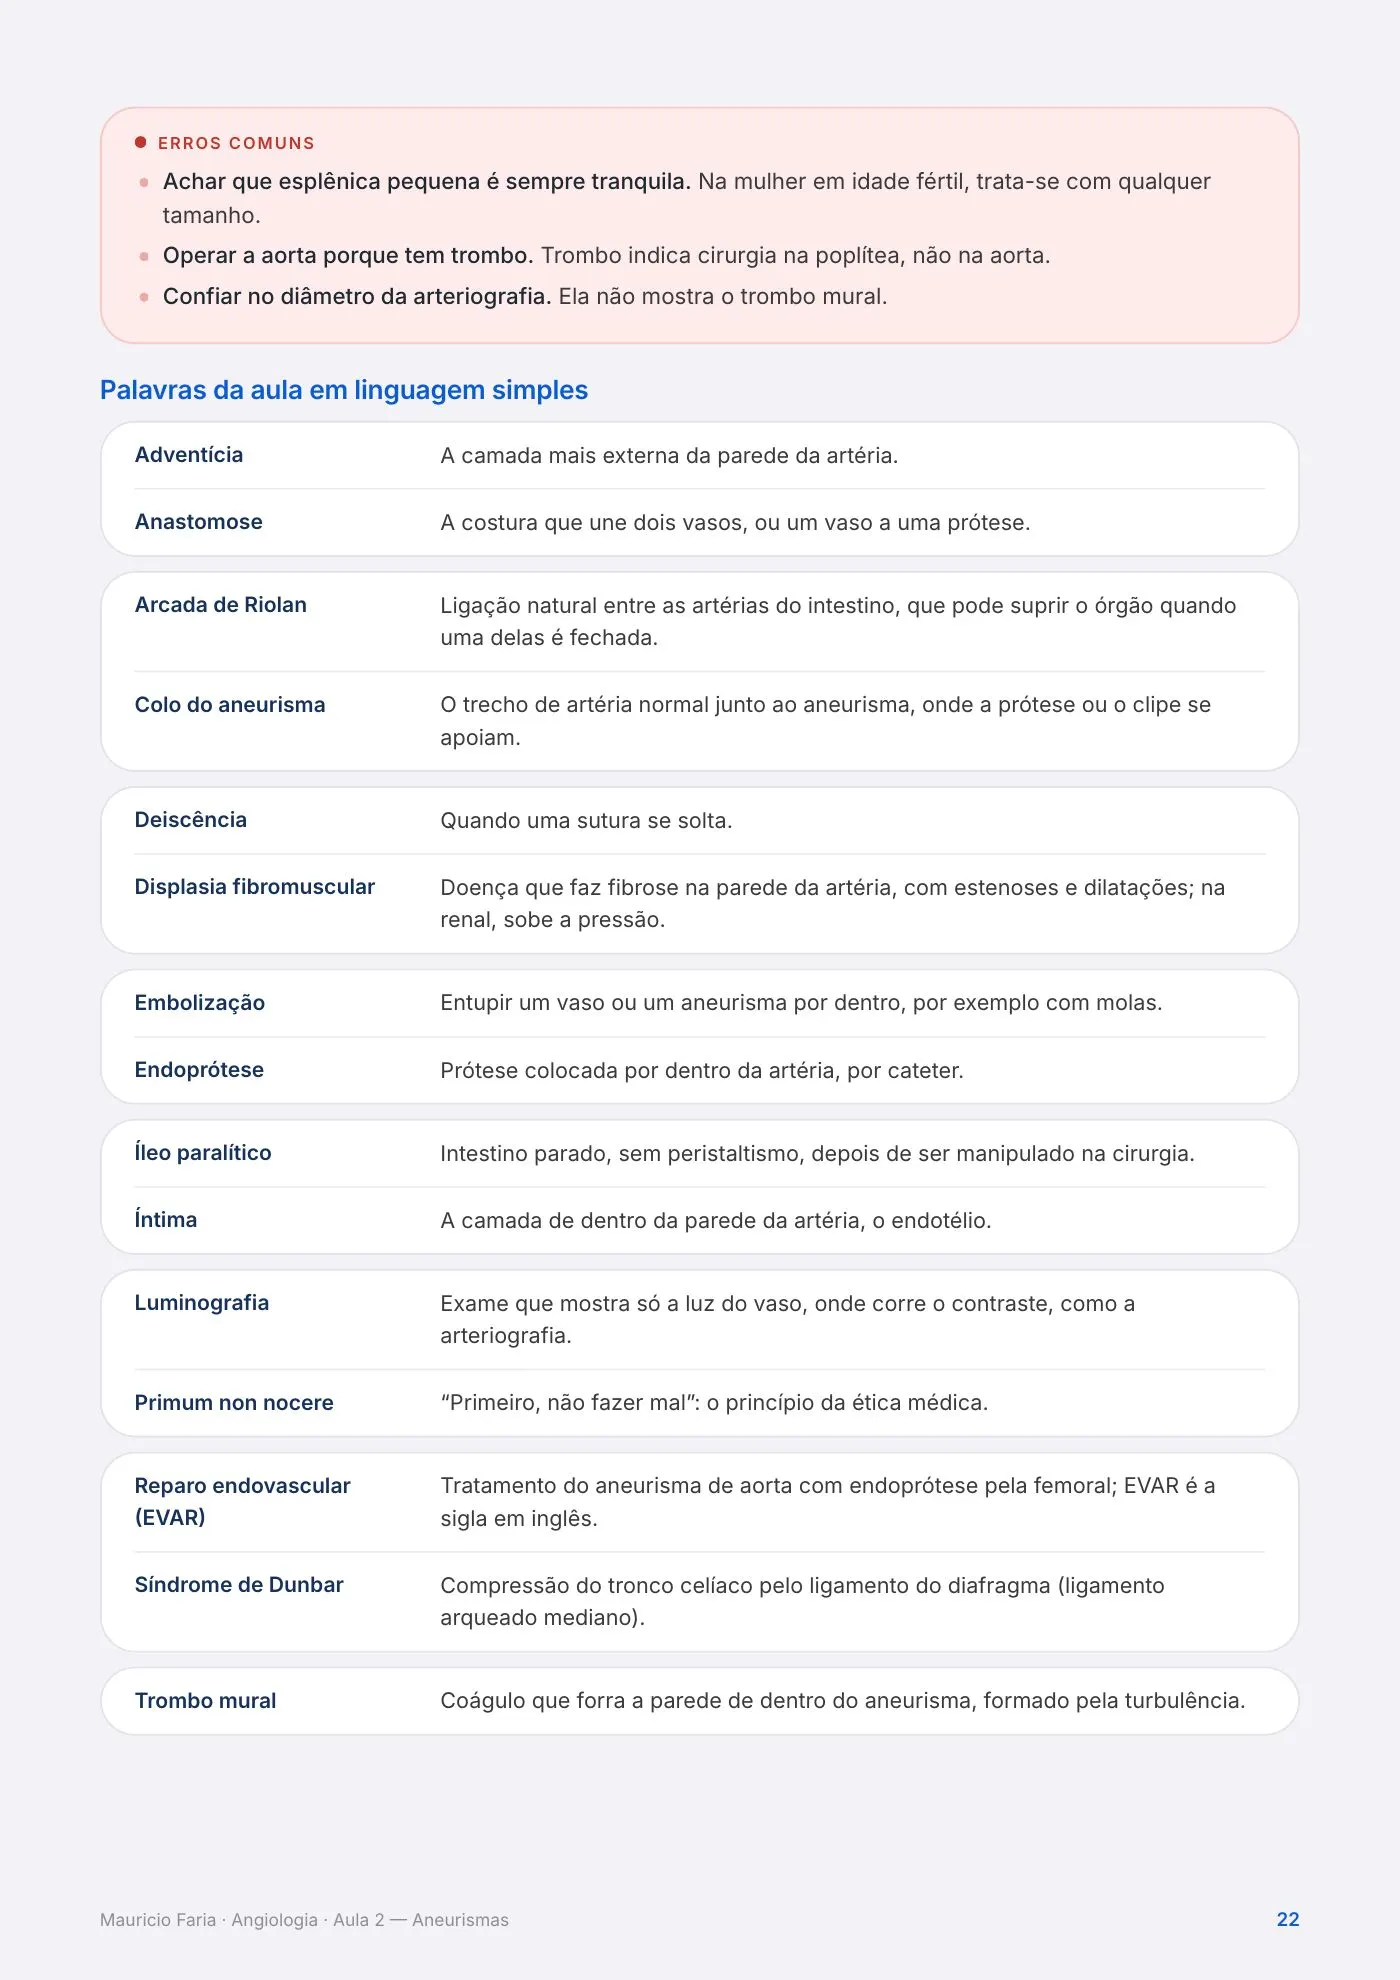 ERROS COMUNS
Achar que esplênica pequena é sempre tranquila. Na mulher em idade fértil, trata-se com qualquer
tamanho.
Operar a aorta porque tem trombo. Trombo indica cirurgia na poplítea, não na aorta.
Confiar no diâmetro da arteriografia. Ela não mostra o trombo mural.
Palavras da aula em linguagem simples
Adventícia A camada mais externa da parede da artéria.
Anastomose A costura que une dois vasos, ou um vaso a uma prótese.
Arcada de Riolan Ligação natural entre as artérias do intestino, que pode suprir o órgão quando
uma delas é fechada.
Colo do aneurisma O trecho de artéria normal junto ao aneurisma, onde a prótese ou o clipe se
apoiam.
Deiscência Quando uma sutura se solta.
Displasia fibromuscular Doença que faz fibrose na parede da artéria, com estenoses e dilatações; na
renal, sobe a pressão.
Embolização Entupir um vaso ou um aneurisma por dentro, por exemplo com molas.
Endoprótese Prótese colocada por dentro da artéria, por cateter.
Íleo paralítico Intestino parado, sem peristaltismo, depois de ser manipulado na cirurgia.
Íntima A camada de dentro da parede da artéria, o endotélio.
Luminografia Exame que mostra só a luz do vaso, onde corre o contraste, como a
arteriografia.
Primum non nocere “Primeiro, não fazer mal”: o princípio da ética médica.
Reparo endovascular Tratamento do aneurisma de aorta com endoprótese pela femoral; EVAR é a
(EVAR) sigla em inglês.
Síndrome de Dunbar Compressão do tronco celíaco pelo ligamento do diafragma (ligamento
arqueado mediano).
Trombo mural Coágulo que forra a parede de dentro do aneurisma, formado pela turbulência.
Mauricio Faria · Angiologia · Aula 2 — Aneurismas 22